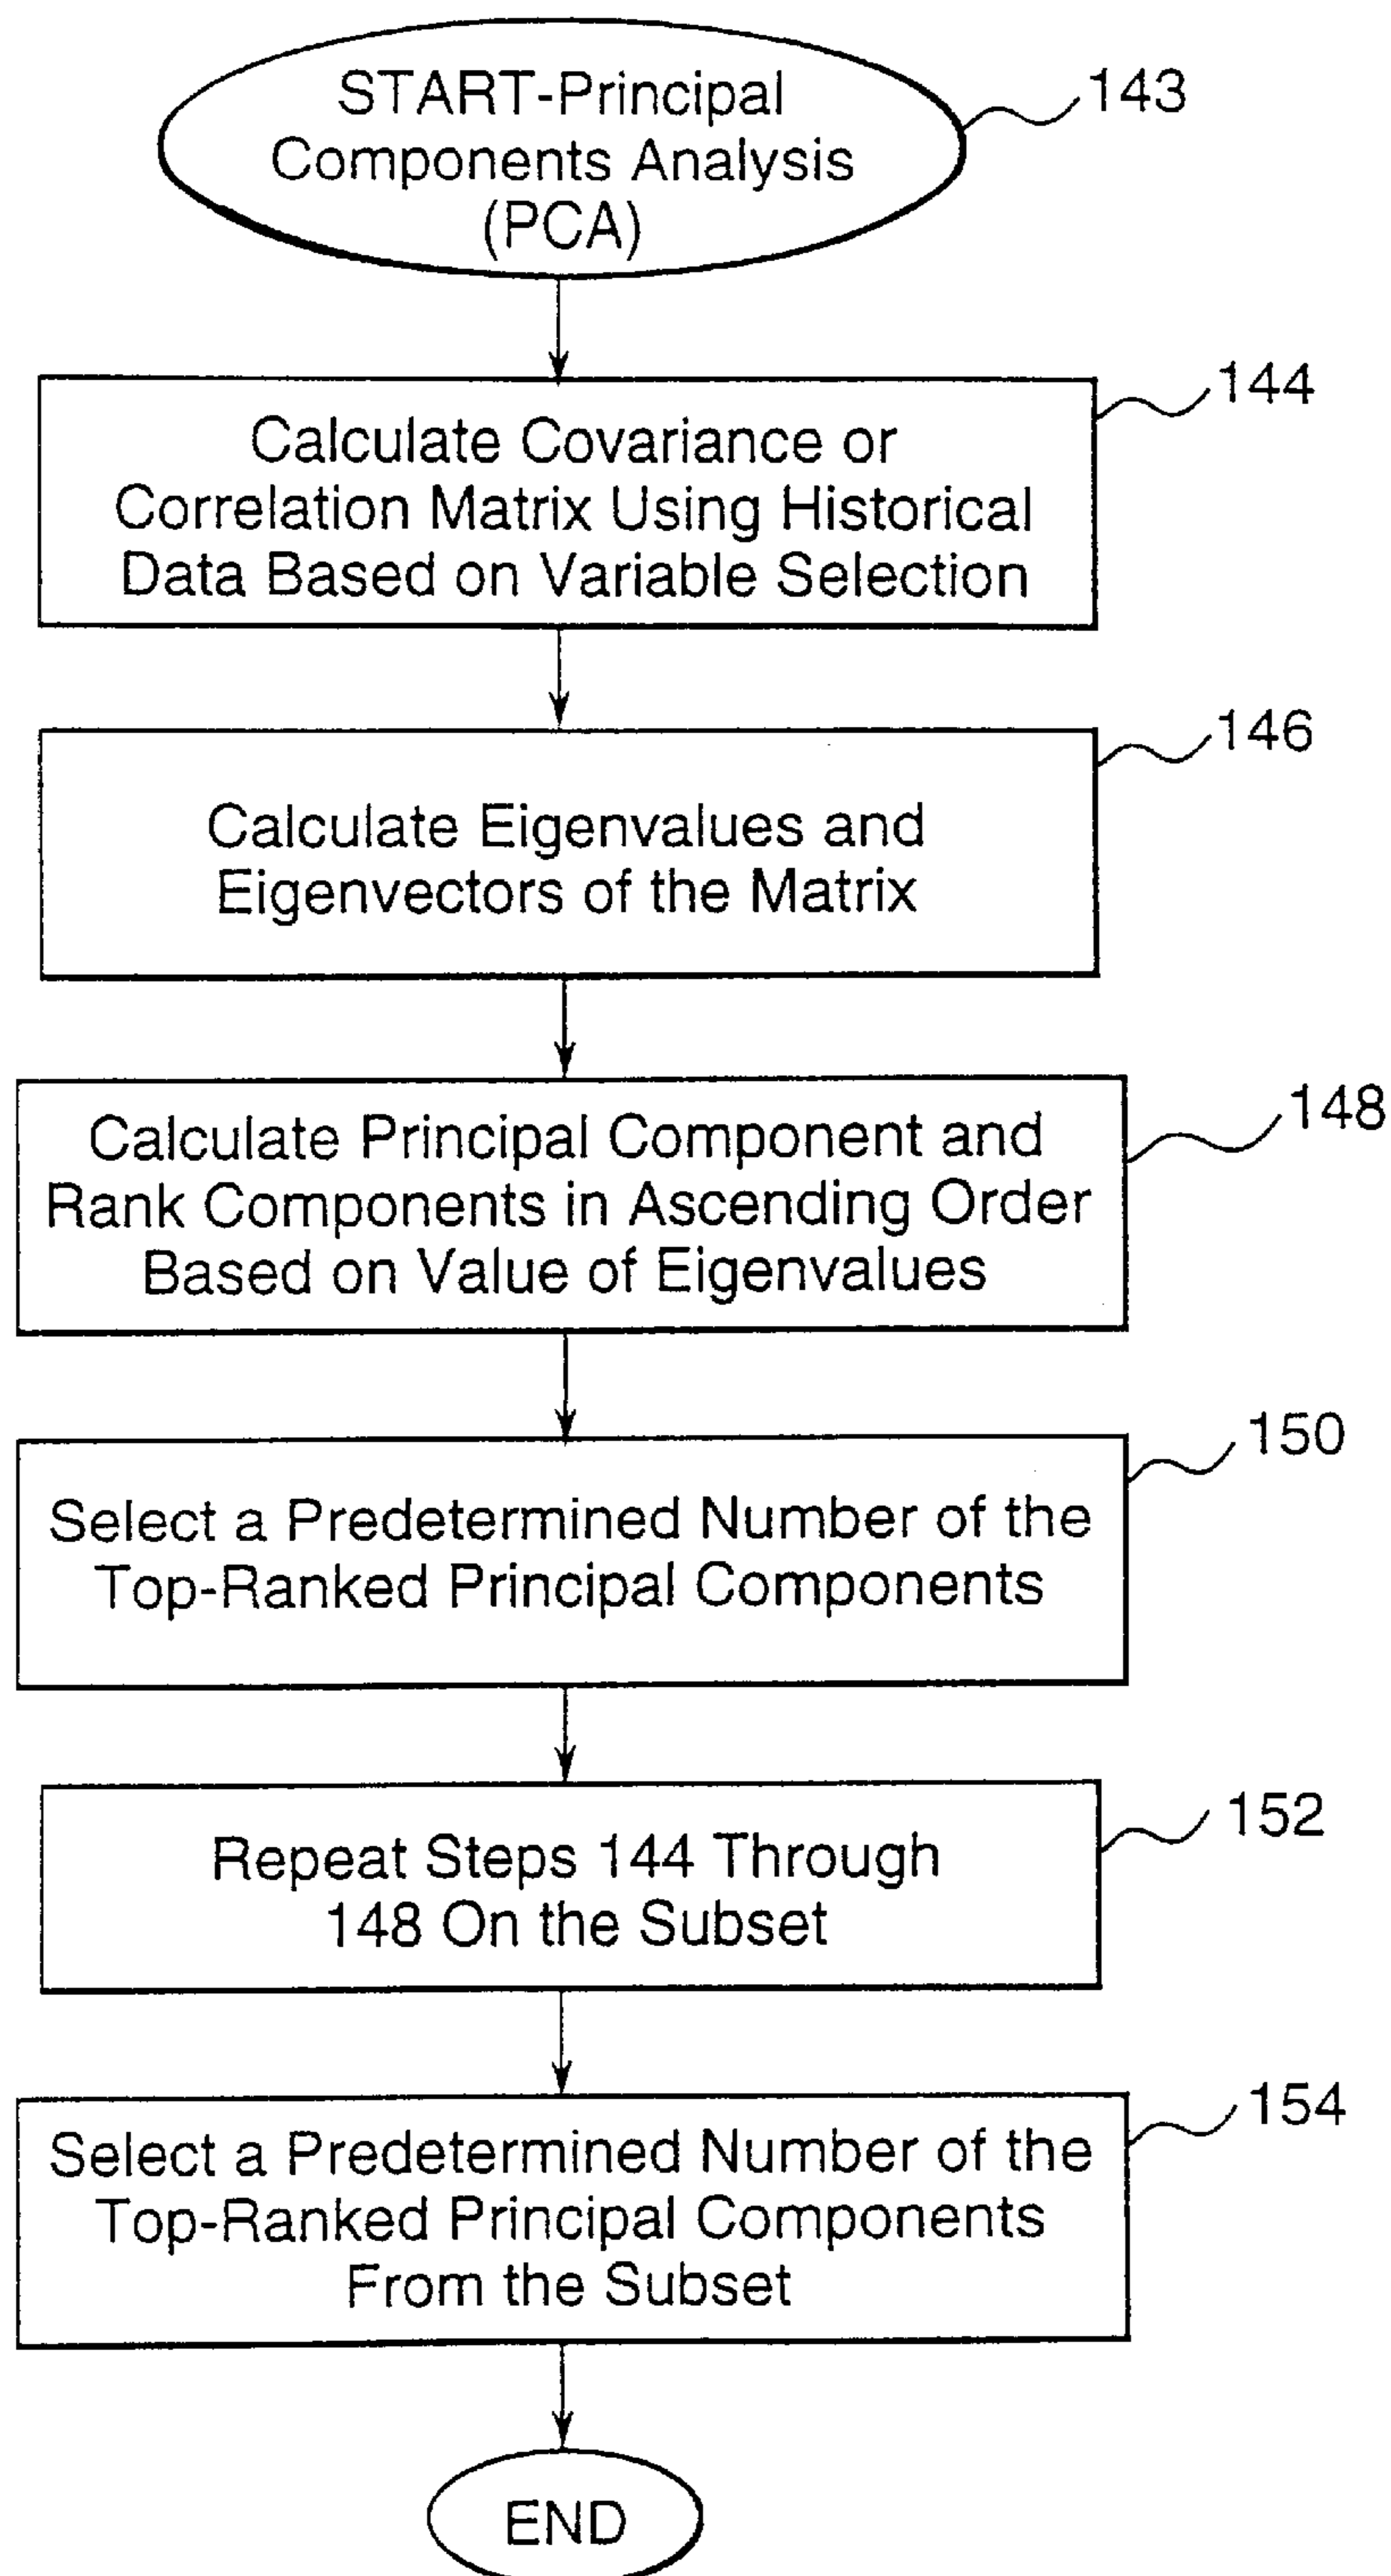 START-Principal
Components Analysis
(PCA)
143
144
Calculate Covariance or
Correlation Matrix Using Historical
Data Based on Variable Selection
146
Calculate Eigenvalues and
Eigenvectors of the Matrix
148
Calculate Principal Component and
Rank Components in Ascending Order
Based on Value of Eigenvalues
150
Select a Predetermined Number of the
Top-Ranked Principal Components
152
Repeat Steps 144 Through
148 On the Subset
154
Select a Predetermined Number of the
Top-Ranked Principal Components
From the Subset
END